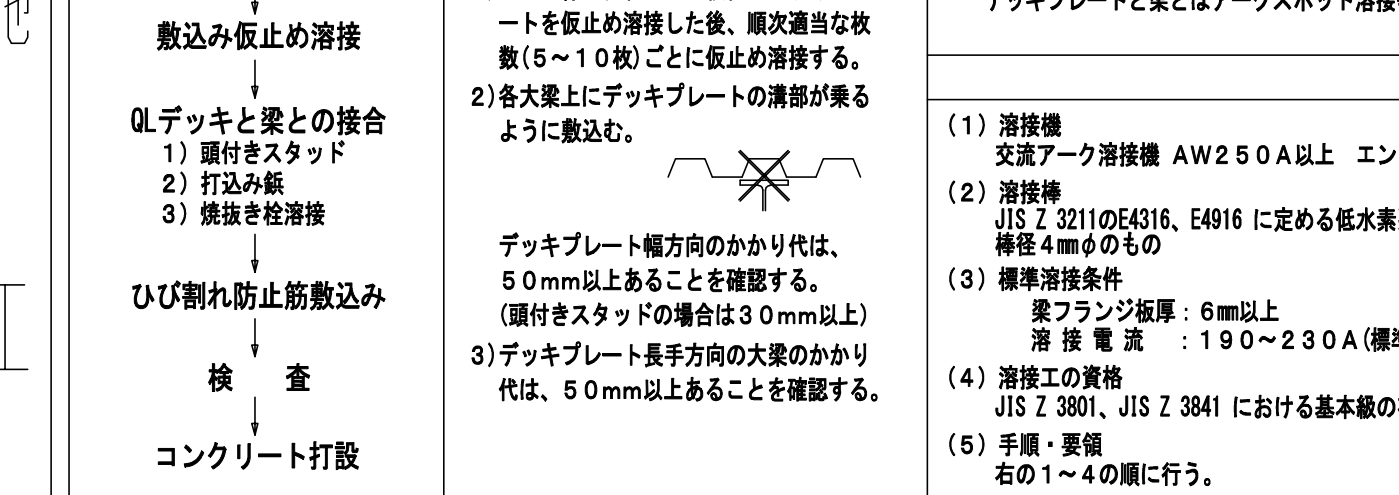 敷込み仮止め溶接
QLデッキと梁との接合
1) 頭付きスタッド
2) 打込み鋲
3) 焼抜き栓溶接
ひび割れ防止筋敷込み
検 査
コンクリート打設
ートを仮止め溶接した後、順次適当な枚
数(5~10枚)ごとに仮止め溶接する。
2)各大梁上にデッキプレートの溝部が乗る
ように敷込む。
デッキプレート幅方向のかかり代は、
50mm以上あることを確認する。
(頭付きスタッドの場合は30mm以上)
3)デッキプレート長手方向の大梁のかかり
代は、50mm以上あることを確認する。
デッキプレートと梁とはアークスポット溶接
(1) 溶接機
交流アーク溶接機 AW250A以上 エン
(2) 溶接棒
JIS Z 3211のE4316、E4916 に定める低水素
棒径4㎜φのもの
(3) 標準溶接条件
梁フランジ板厚:6㎜以上
溶接電流 :190~230A(標準
(4) 溶接工の資格
JIS Z 3801、JIS Z 3841 における基本級の
(5) 手順・要領
右の1~4の順に行う。